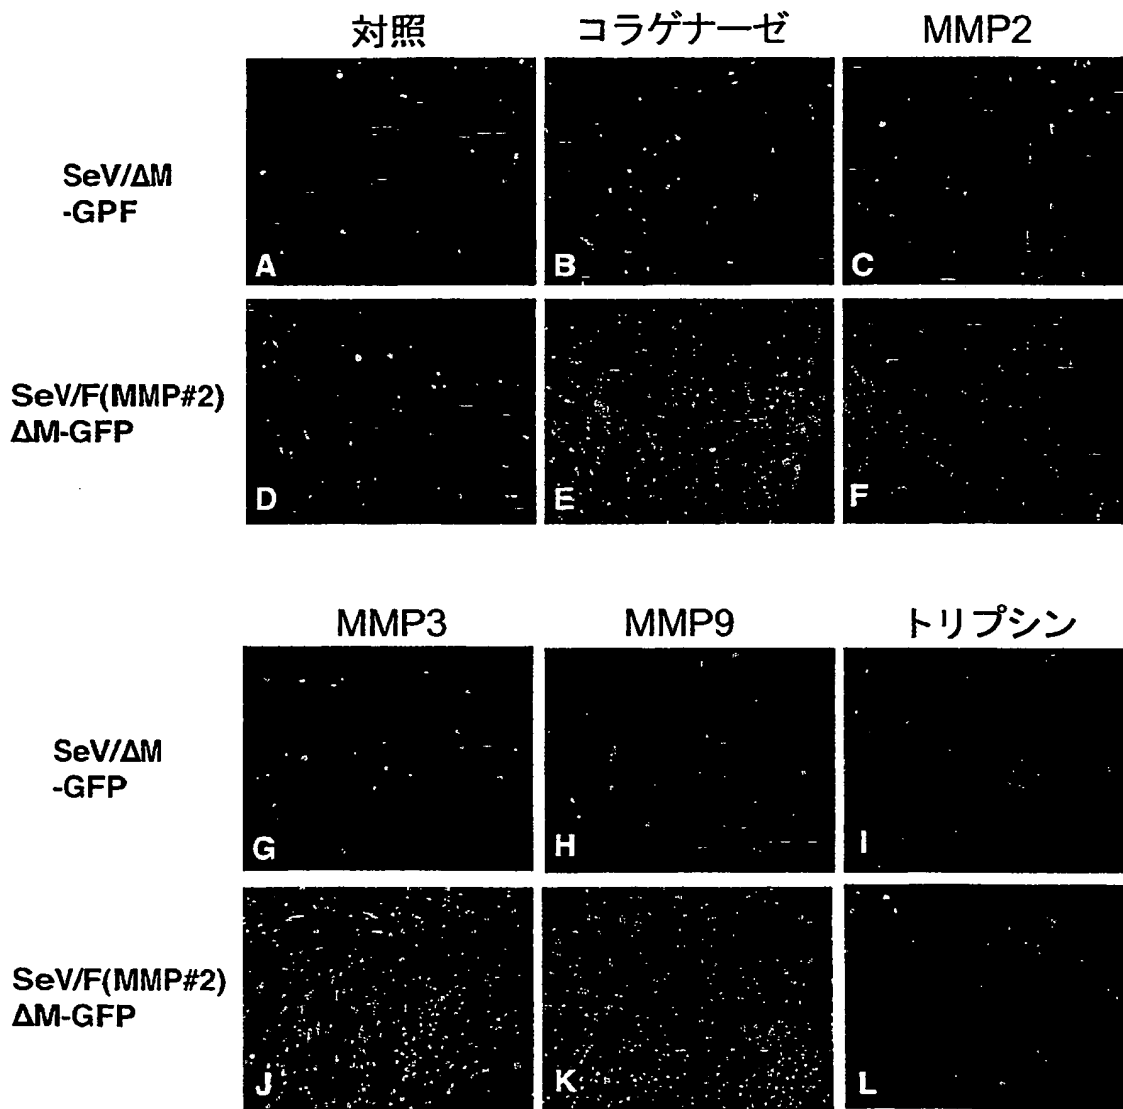 対照 コラゲナーゼ MMP2
SeV/ΔM
-GPF
A B C
SeV/F(MMP#2)
ΔM-GFP
D E F
MMP3 MMP9 トリプシン
SeV/ΔM
-GFP
G H I
SeV/F(MMP#2)
ΔM-GFP
J K L